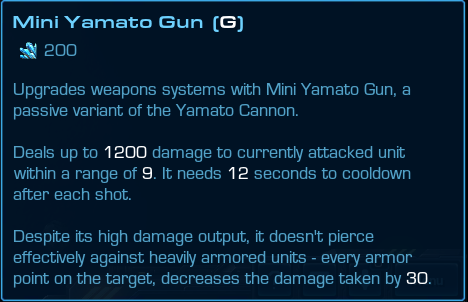 Mini Yamato Gun (G)
200
Upgrades weapons systems with Mini Yamato Gun, a
passive variant of the Yamato Cannon.
Deals up to 1200 damage to currently attacked unit
within a range of 9. It needs 12 seconds to cooldown
after each shot.
Despite its high damage output, it doesn't pierce
effectively against heavily armored units - every armor
point on the target, decreases the damage taken by 30.